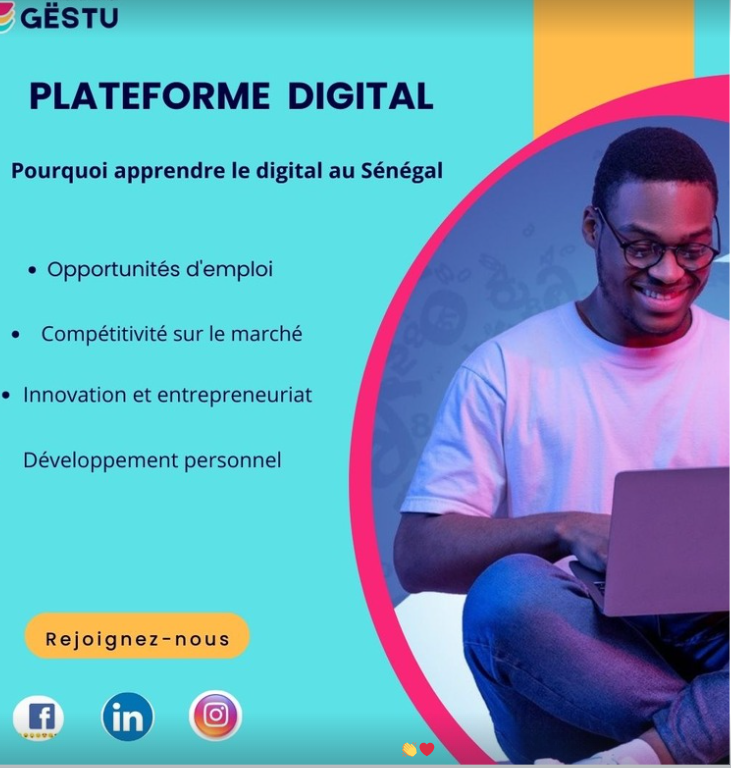 GËSTU
PLATEFORME DIGITAL
Pourquoi apprendre le digital au Sénégal
• Opportunités d'emploi
• Compétitivité sur le marché
• Innovation et entrepreneuriat
Développement personnel
Rejoignez-nous